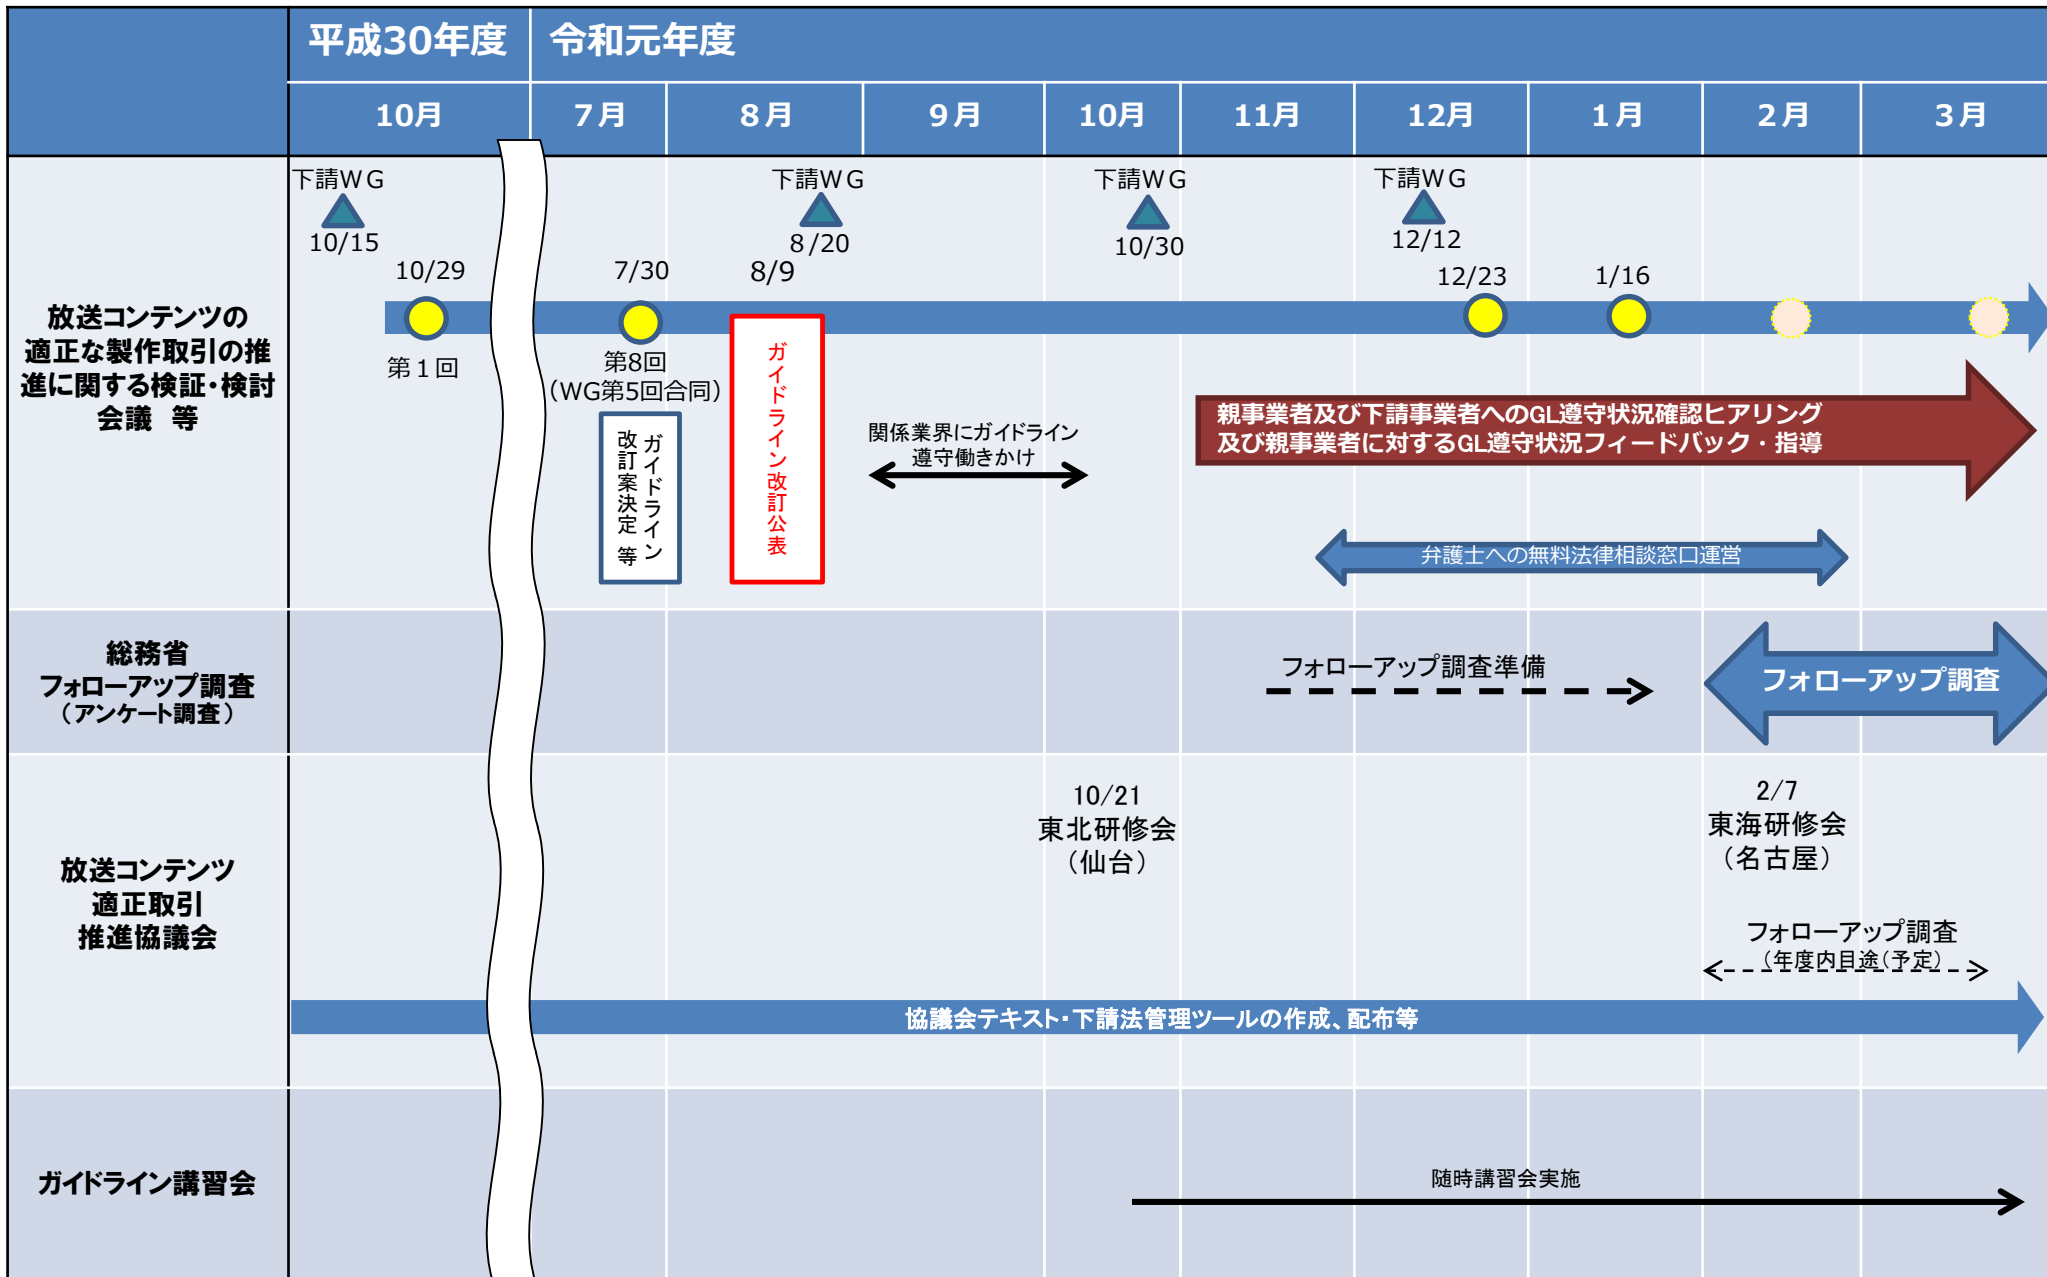 平成30年度
令和元年度
10月
7月
8月
9月
10月
11月
12月
1月
2月
3月
放送コンテンツの
適正な製作取引の推
進に関する検証・検討
会議 等
下請WG
10/15
下請WG
8/20
下請WG
10/30
下請WG
12/12
10/29
7/30
8/9
12/23
1/16
第1回
第8回
(WG第5回合同)
ガイドライン
改訂案決定 等
ガイドライン改訂公表
関係業界にガイドライン
遵守働きかけ
親事業者及び下請事業者へのGL遵守状況確認ヒアリング
及び親事業者に対するGL遵守状況フィードバック・指導
弁護士への無料法律相談窓口運営
総務省
フォローアップ調査
(アンケート調査)
フォローアップ調査準備
フォローアップ調査
放送コンテンツ
適正取引
推進協議会
10/21
東北研修会
(仙台)
2/7
東海研修会
(名古屋)
フォローアップ調査
(年度内目途(予定)
協議会テキスト・下請法管理ツールの作成、配布等
ガイドライン講習会
随時講習会実施